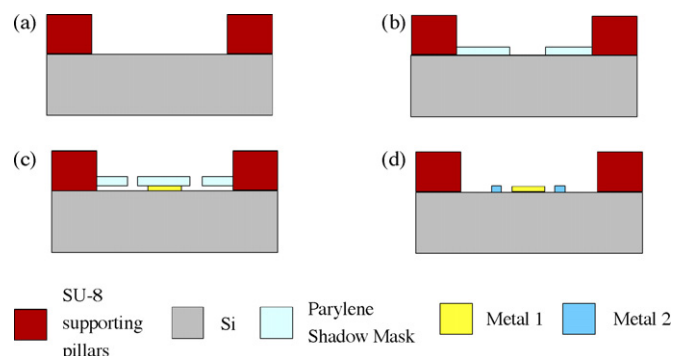 (a)
(b)
(c)
(d)
SU-8
supporting
pillars
Si
Parylene
Shadow Mask
Metal 1
Metal 2